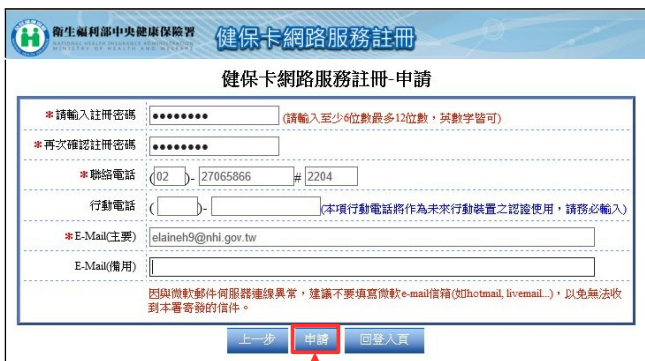 衛生福利部中央健康保險署
NATIONAL HEALTH INSURANCE ADMINISTRATION
MINISTRY OF HEALTH AND WELFARE
健保卡網路服務註冊
健保卡網路服務註冊-申請
*請輸入註冊密碼 ●●●●●●●● (請輸入至少6位數最多12位數，英數字皆可)
*再次確認註冊密碼 ●●●●●●●●
*聯絡電話 (02)-27065866#2204
行動電話 ( )- (本項行動電話將作為未來行動裝置之認證使用，請務必輸入)
*E-Mail(主要) elaineh9@nhi.gov.tw
E-Mail(備用)
因與微軟郵件伺服器連線異常，建議不要填寫微軟e-mail信箱(如hotmail, livemail...)，以免無法收
到本署寄發的信件。
上一步 申請 回登入頁